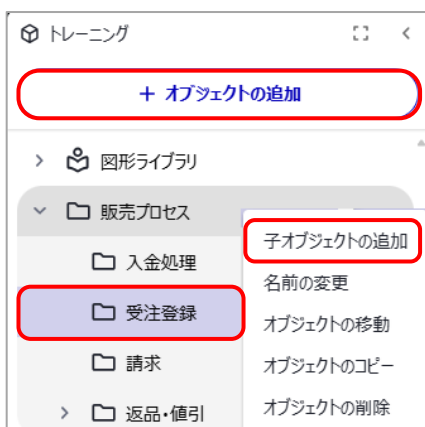 トレーニング
+ オブジェクトの追加
図形ライブラリ
販売プロセス
子オブジェクトの追加
入金処理
名前の変更
受注登録
オブジェクトの移動
請求
オブジェクトのコピー
返品・値引
オブジェクトの削除